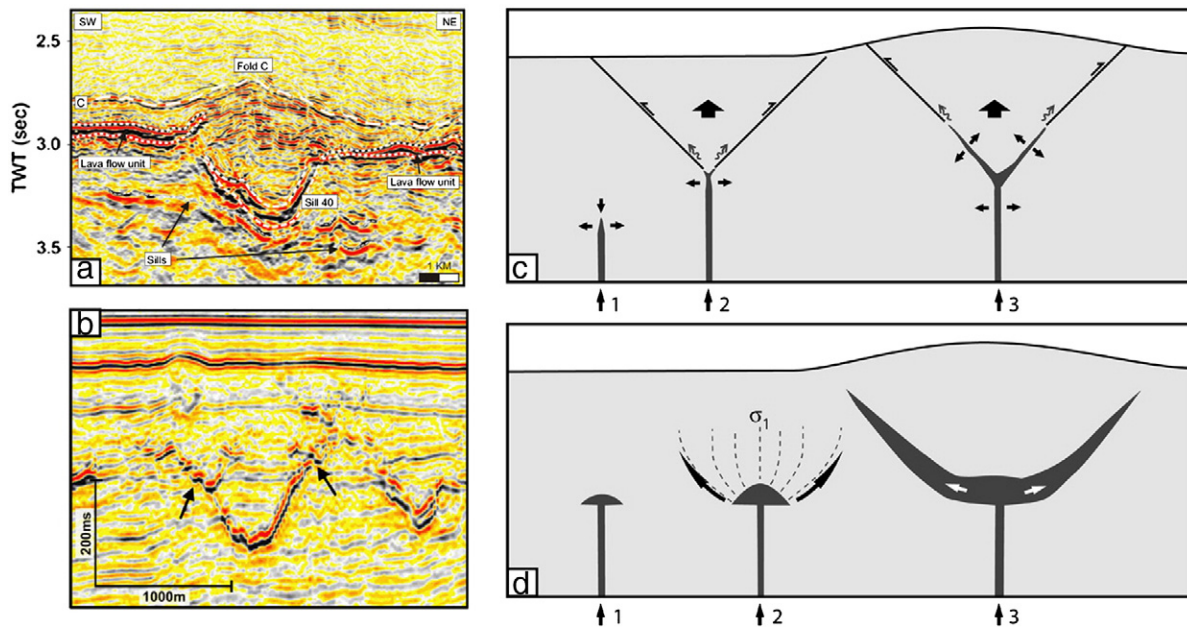 SW
NE
2.5
3.0
3.5
TWT (sec)
Fold C
C
Lava flow unit
Lava flow unit
Sill 40
Sills
1 KM
a
b
200ms
1000m
c
1
2
3
σ1
d
1
2
3